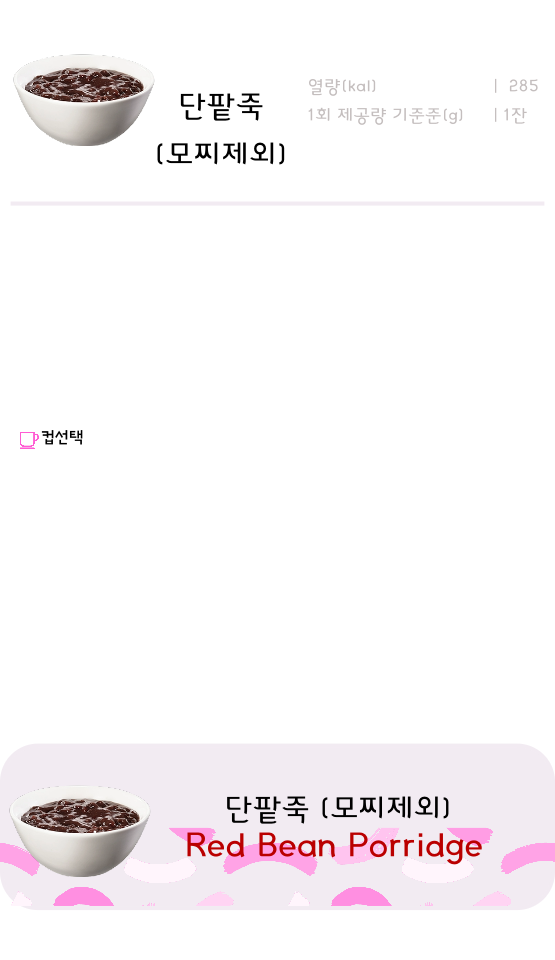 단팥죽
(모찌제외)
열량(kal) | 285
1회 제공량 기준준(g) | 1잔
컵선택
단팥죽 (모찌제외)
Red Bean Porridge